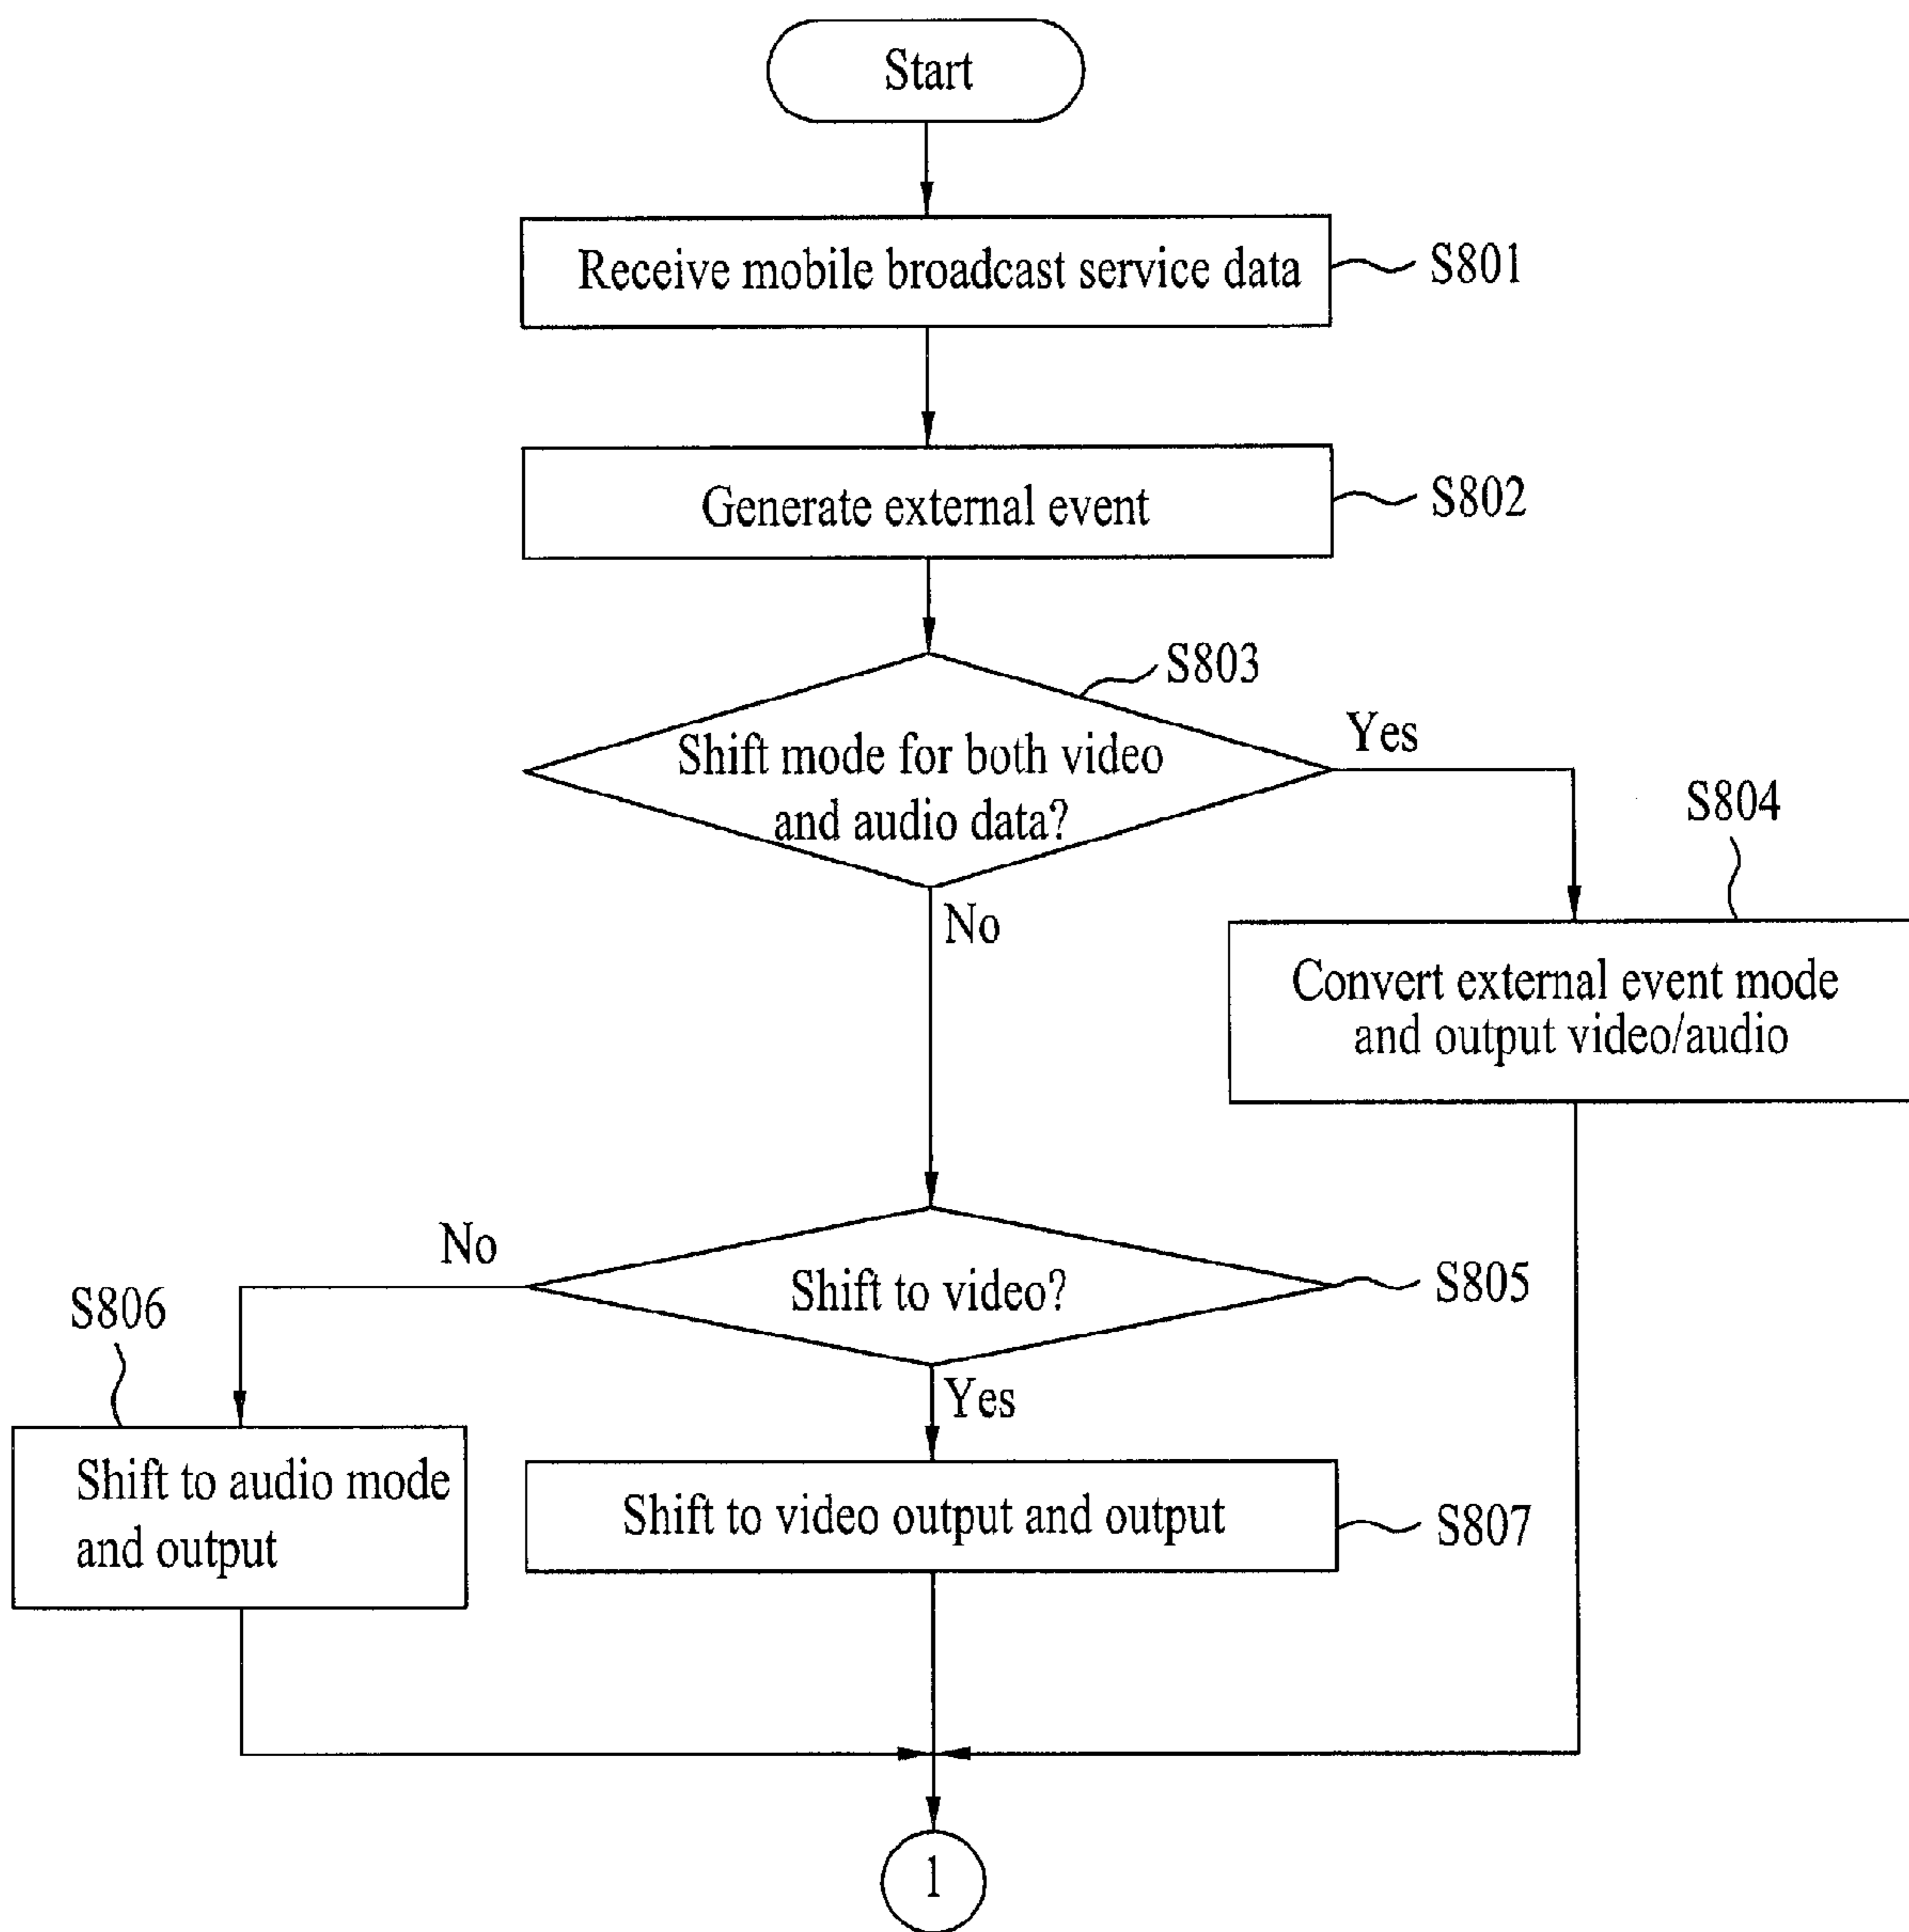 Start
Receive mobile broadcast service data
S801
Generate external event
S802
S803
Shift mode for both video
and audio data?
Yes
S804
No
Convert external event mode
and output video/audio
No
Shift to video?
S805
S806
Yes
Shift to audio mode
and output
Shift to video output and output
S807
1